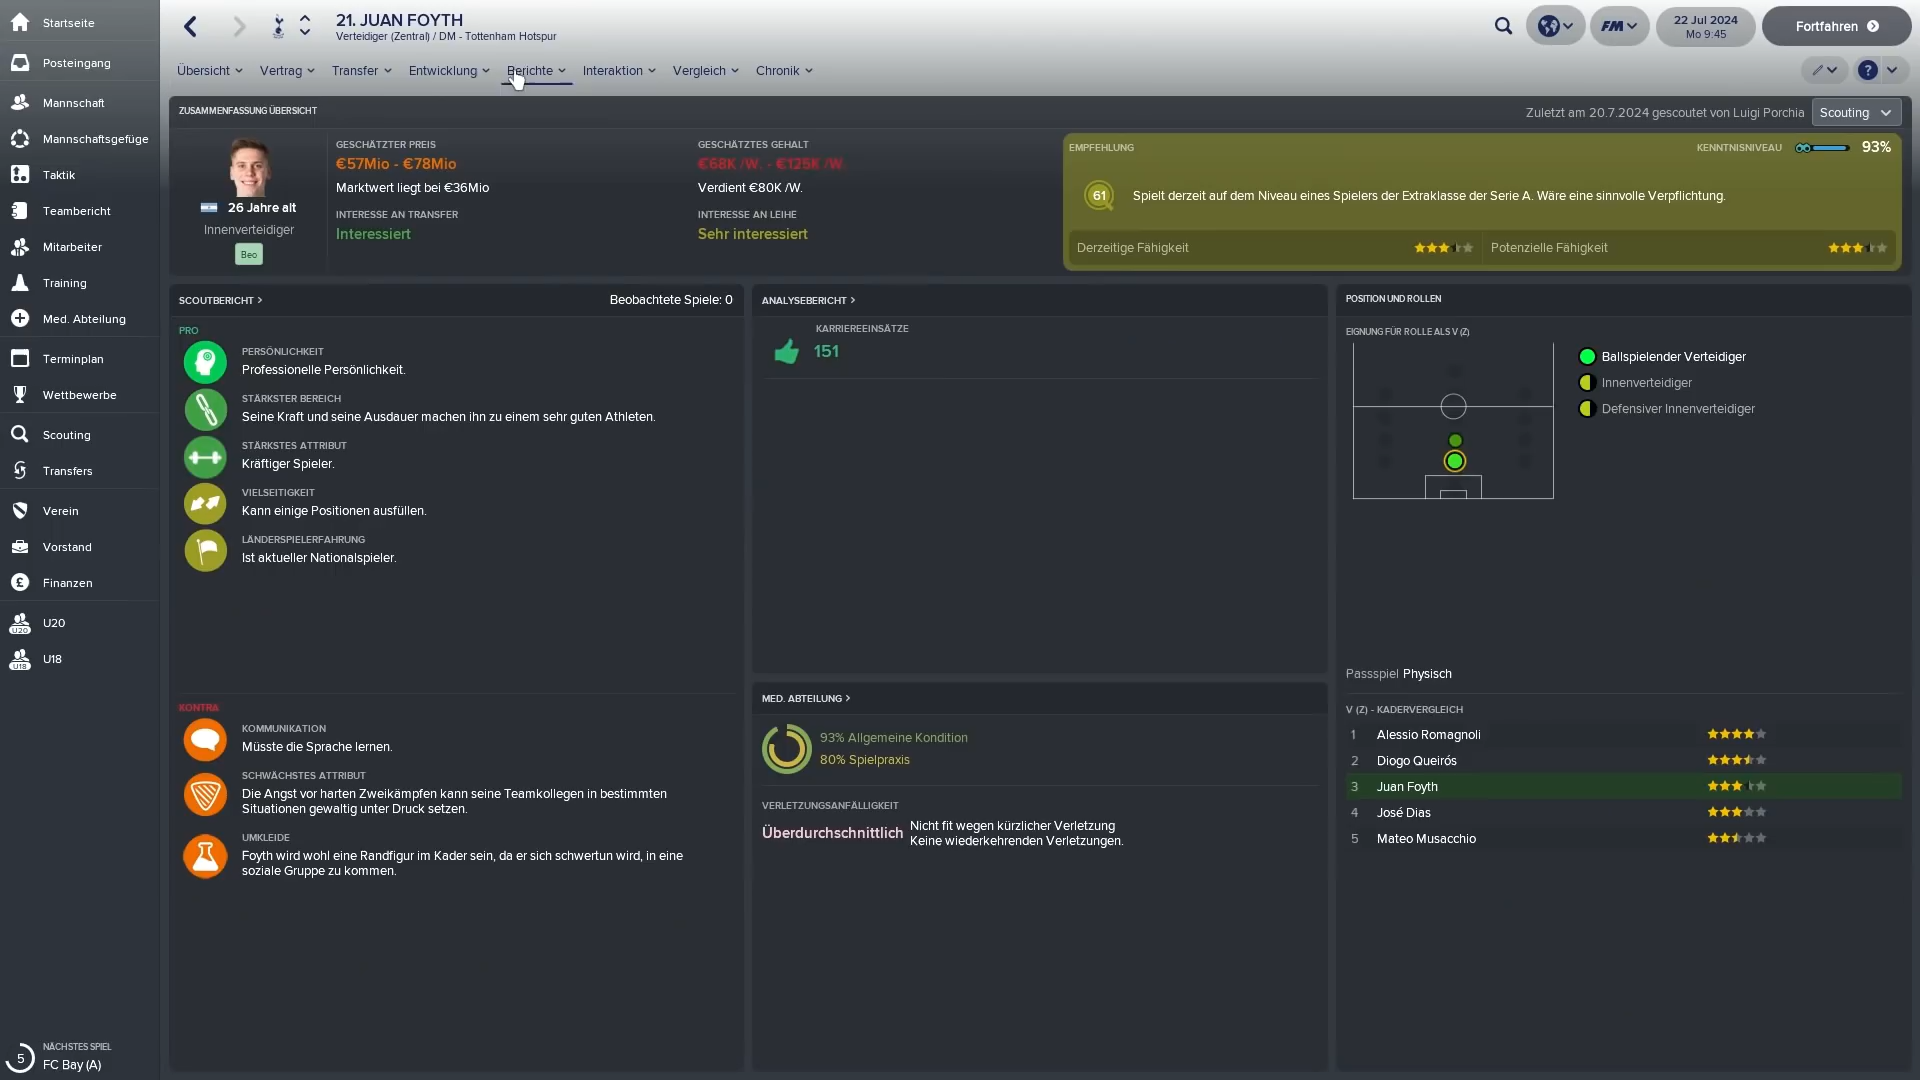 Startseite
Posteingang
Mannschaft
Mannschaftsgefüge
Taktik
Teambericht
Mitarbeiter
Training
Med. Abteilung
Terminplan
Wettbewerbe
Scouting
Transfers
Verein
Vorstand
Finanzen
U20
U20
U18
U18
5
NÄCHSTES SPIEL
FC Bay (A)
21. JUAN FOYTH
Verteidiger (Zentral) / DM - Tottenham Hotspur
FM
22 Jul 2024
Mo 9:45
Fortfahren
Übersicht
Vertrag
Transfer
Entwicklung
Berichte
Interaktion
Vergleich
Chronik
?
ZUSAMMENFASSUNG ÜBERSICHT
Zuletzt am 20.7.2024 gescoutet von Luigi Porchia
Scouting
26 Jahre alt
Innenverteidiger
Beo
GESCHÄTZTER PREIS
€57Mio - €78Mio
Marktwert liegt bei €36Mio
INTERESSE AN TRANSFER
Interessiert
GESCHÄTZTES GEHALT
€68K /W. - €125K /W.
Verdient €80K /W.
INTERESSE AN LEIHE
Sehr interessiert
EMPFEHLUNG
KENNTNISNIVEAU
93%
61
Spielt derzeit auf dem Niveau eines Spielers der Extraklasse der Serie A. Wäre eine sinnvolle Verpflichtung.
Derzeitige Fähigkeit
Potenzielle Fähigkeit
SCOUTBERICHT >
Beobachtete Spiele: 0
PRO
PERSÖNLICHKEIT
Professionelle Persönlichkeit.
STÄRKSTER BEREICH
Seine Kraft und seine Ausdauer machen ihn zu einem sehr guten Athleten.
STÄRKSTES ATTRIBUT
Kräftiger Spieler.
VIELSEITIGKEIT
Kann einige Positionen ausfüllen.
LÄNDERSPIELERFAHRUNG
Ist aktueller Nationalspieler.
KONTRA
KOMMUNIKATION
Müsste die Sprache lernen.
SCHWÄCHSTES ATTRIBUT
Die Angst vor harten Zweikämpfen kann seine Teamkollegen in bestimmten
Situationen gewaltig unter Druck setzen.
UMKLEIDE
Foyth wird wohl eine Randfigur im Kader sein, da er sich schwertun wird, in eine
soziale Gruppe zu kommen.
ANALYSEBERICHT >
KARRIEREEINSÄTZE
151
MED. ABTEILUNG >
93% Allgemeine Kondition
80% Spielpraxis
VERLETZUNGSANFÄLLIGKEIT
Überdurchschnittlich
Nicht fit wegen kürzlicher Verletzung
Keine wiederkehrenden Verletzungen.
POSITION UND ROLLEN
EIGNUNG FÜR ROLLE ALS V (Z)
Ballspielender Verteidiger
Innenverteidiger
Defensiver Innenverteidiger
Passspiel Physisch
V (Z) - KADERVERGLEICH
1 Alessio Romagnoli
2 Diogo Queirós
3 Juan Foyth
4 José Dias
5 Mateo Musacchio